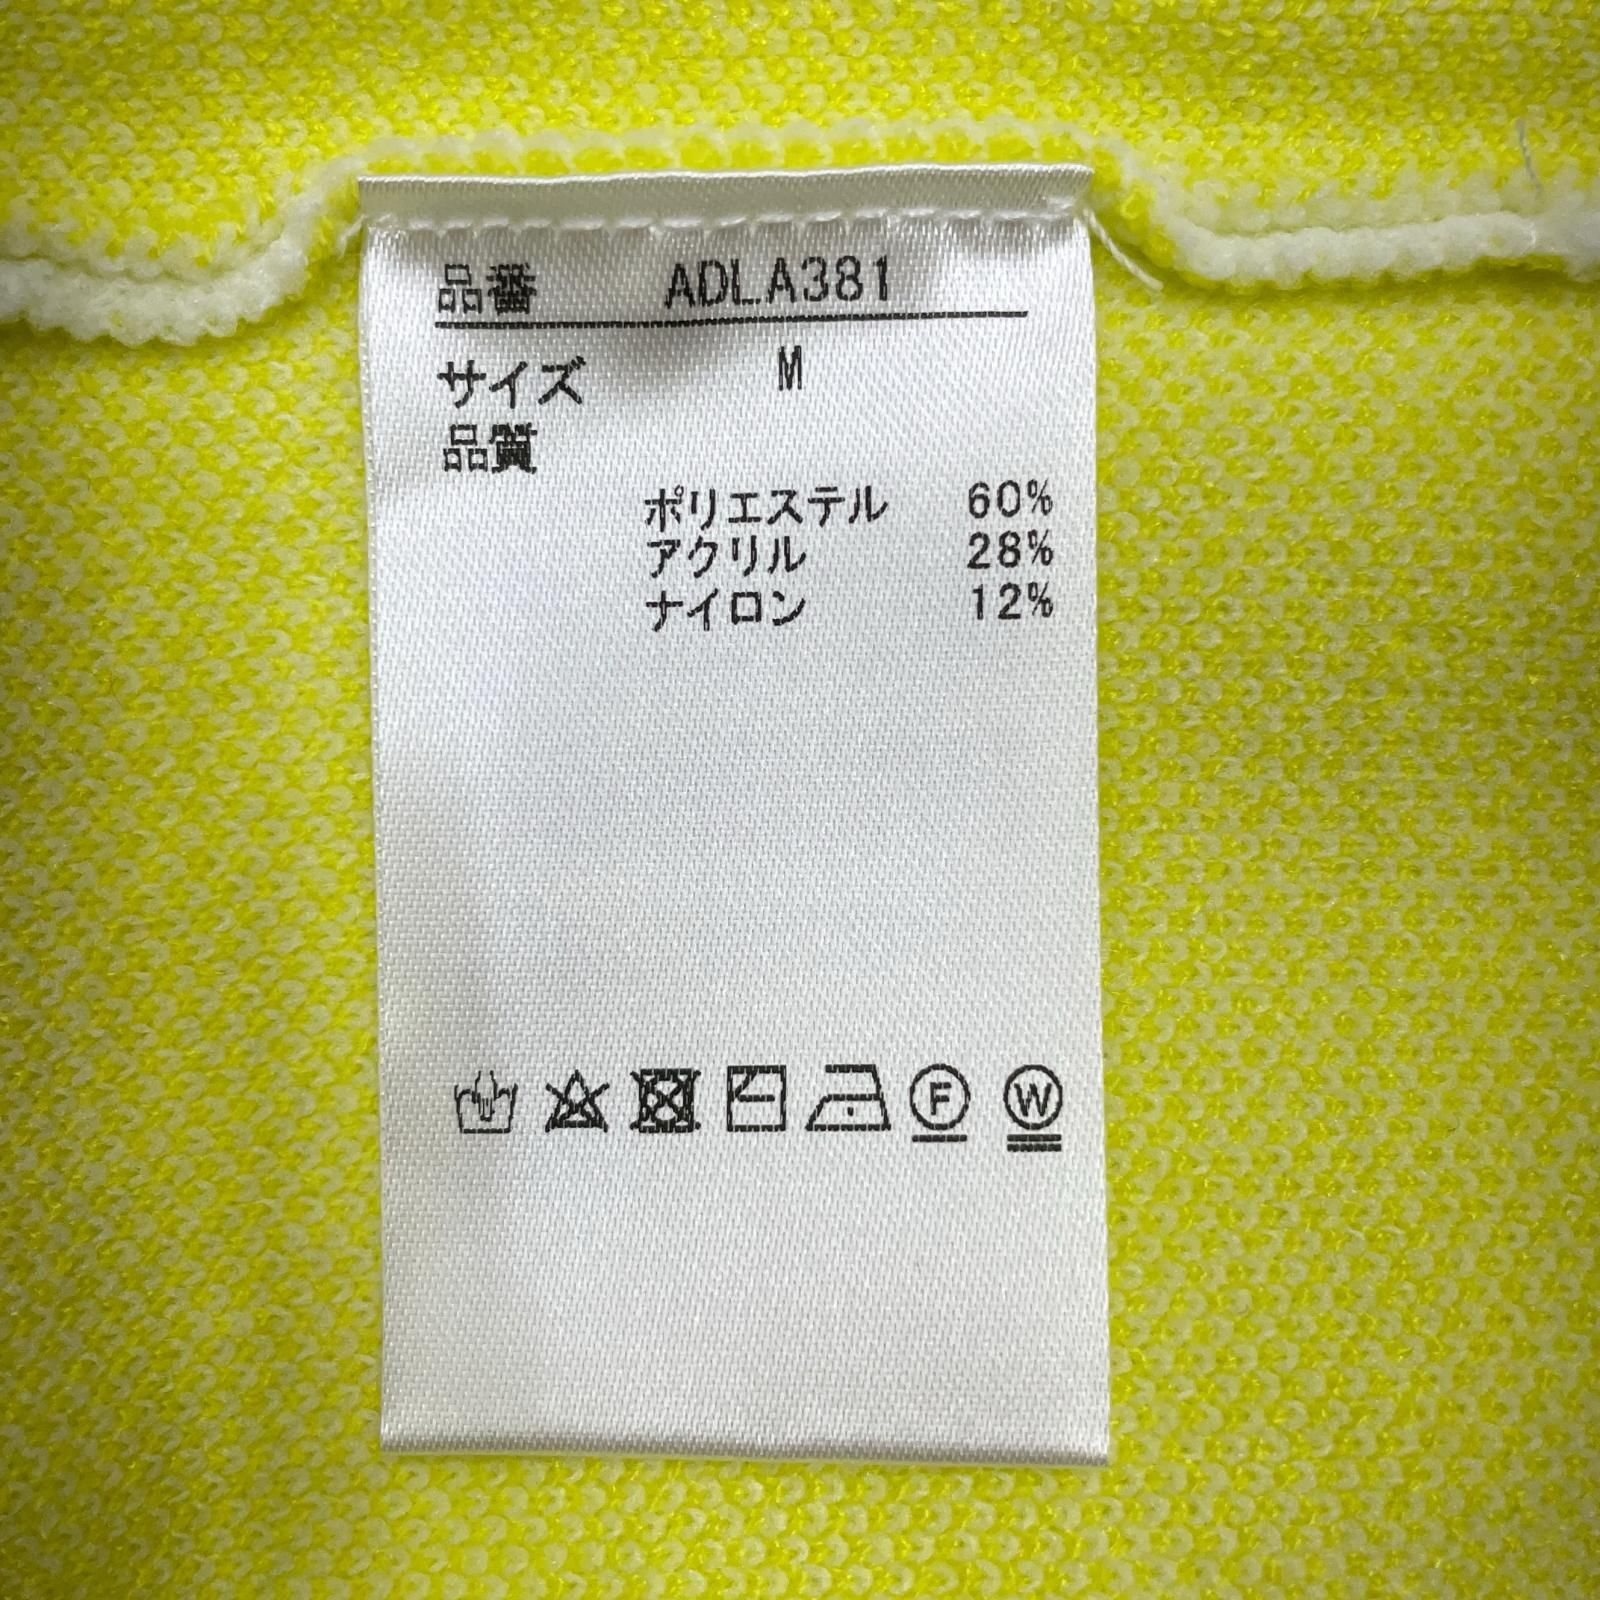 品番 ADLA381
サイズ M
品質
ポリエステル 60%
アクリル 28%
ナイロン 12%
F W